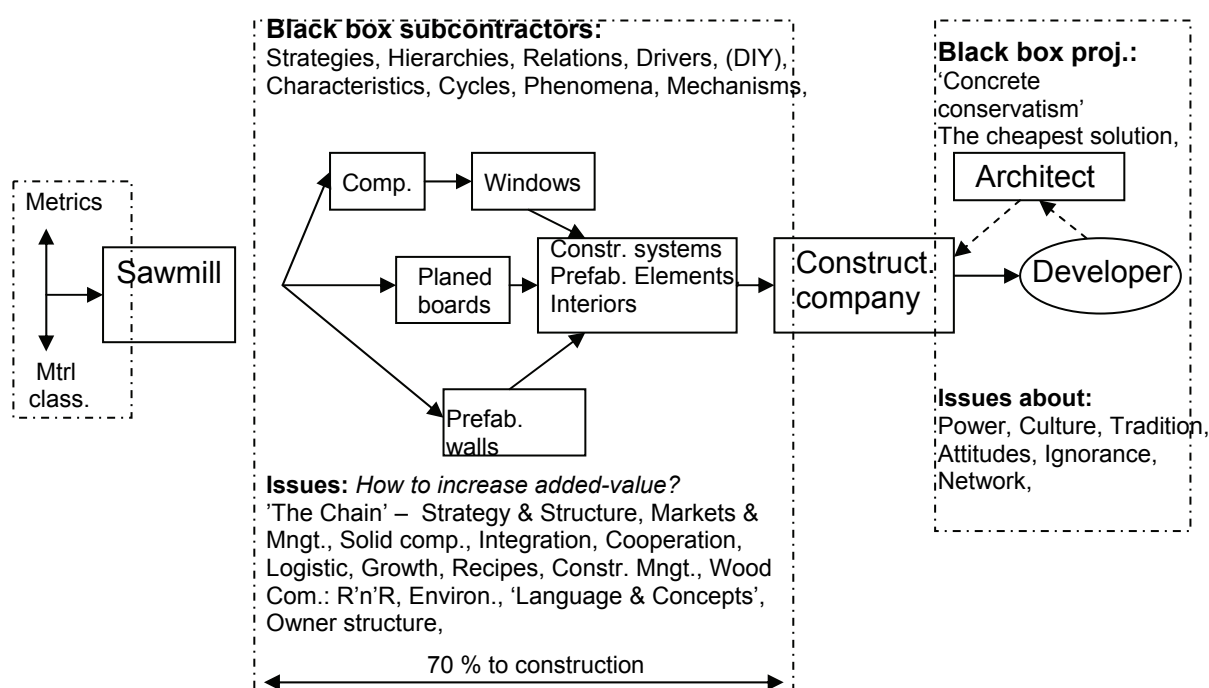 Black box subcontractors:
Strategies, Hierarchies, Relations, Drivers, (DIY),
Characteristics, Cycles, Phenomena, Mechanisms,
Black box proj.:
‘Concrete
conservatism’
The cheapest solution,
Metrics
Mtrl
class.
Sawmill
Comp.
Windows
Planed
boards
Prefab.
walls
Constr. systems
Prefab. Elements,
Interiors
Construct.
company
Architect
Developer
Issues about:
Power, Culture, Tradition,
Attitudes, Ignorance,
Network,
Issues: How to increase added-value?
’The Chain’ – Strategy & Structure, Markets &
Mngt., Solid comp., Integration, Cooperation,
Logistic, Growth, Recipes, Constr. Mngt., Wood
Com.: R’n’R, Environ., ‘Language & Concepts’,
Owner structure,
70 % to construction